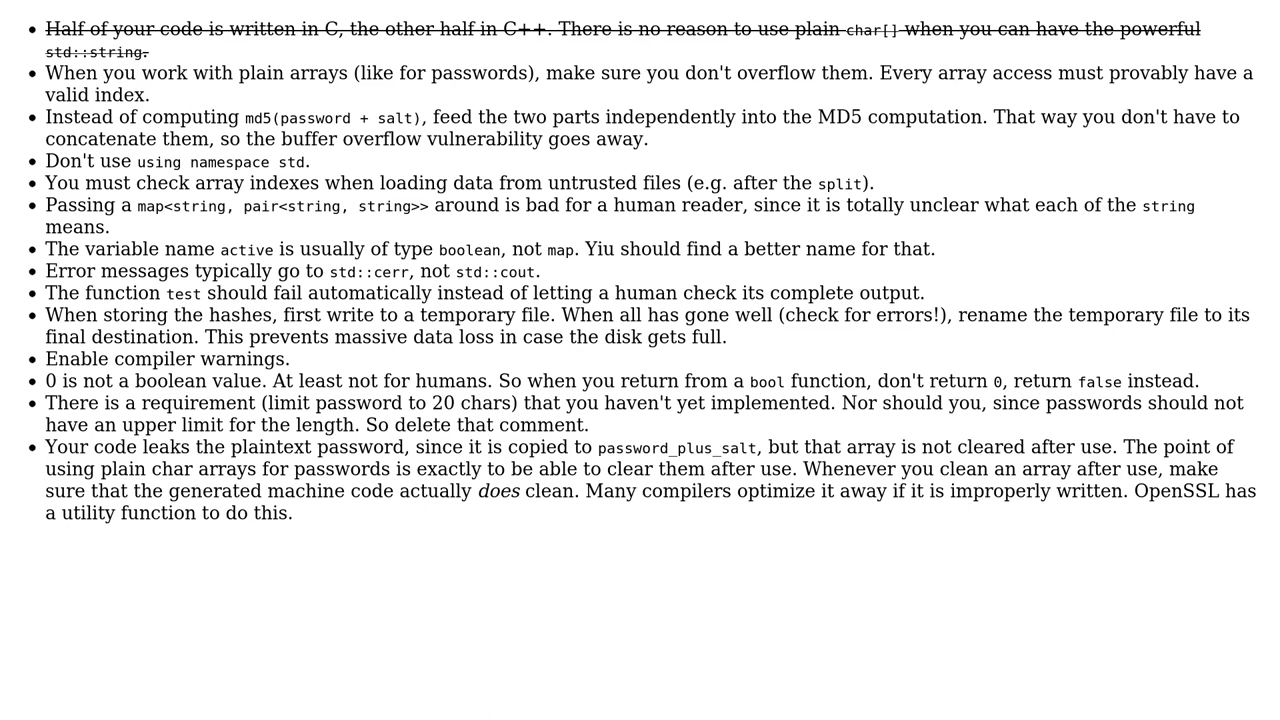 • Half of your code is written in C, the other half in C++. There is no reason to use plain char[] when you can have the powerful
std::string.
• When you work with plain arrays (like for passwords), make sure you don't overflow them. Every array access must provably have a
valid index.
• Instead of computing md5(password + salt), feed the two parts independently into the MD5 computation. That way you don't have to
concatenate them, so the buffer overflow vulnerability goes away.
• Don't use using namespace std.
• You must check array indexes when loading data from untrusted files (e.g. after the split).
• Passing a map<string, pair<string, string>> around is bad for a human reader, since it is totally unclear what each of the string
means.
• The variable name active is usually of type boolean, not map. Yiu should find a better name for that.
• Error messages typically go to std::cerr, not std::cout.
• The function test should fail automatically instead of letting a human check its complete output.
• When storing the hashes, first write to a temporary file. When all has gone well (check for errors!), rename the temporary file to its
final destination. This prevents massive data loss in case the disk gets full.
• Enable compiler warnings.
• 0 is not a boolean value. At least not for humans. So when you return from a bool function, don't return 0, return false instead.
• There is a requirement (limit password to 20 chars) that you haven't yet implemented. Nor should you, since passwords should not
have an upper limit for the length. So delete that comment.
• Your code leaks the plaintext password, since it is copied to password_plus_salt, but that array is not cleared after use. The point of
using plain char arrays for passwords is exactly to be able to clear them after use. Whenever you clean an array after use, make
sure that the generated machine code actually does clean. Many compilers optimize it away if it is improperly written. OpenSSL has
a utility function to do this.